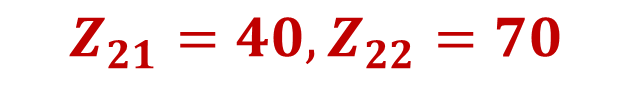 Z₂₁ = 40, Z₂₂ = 70